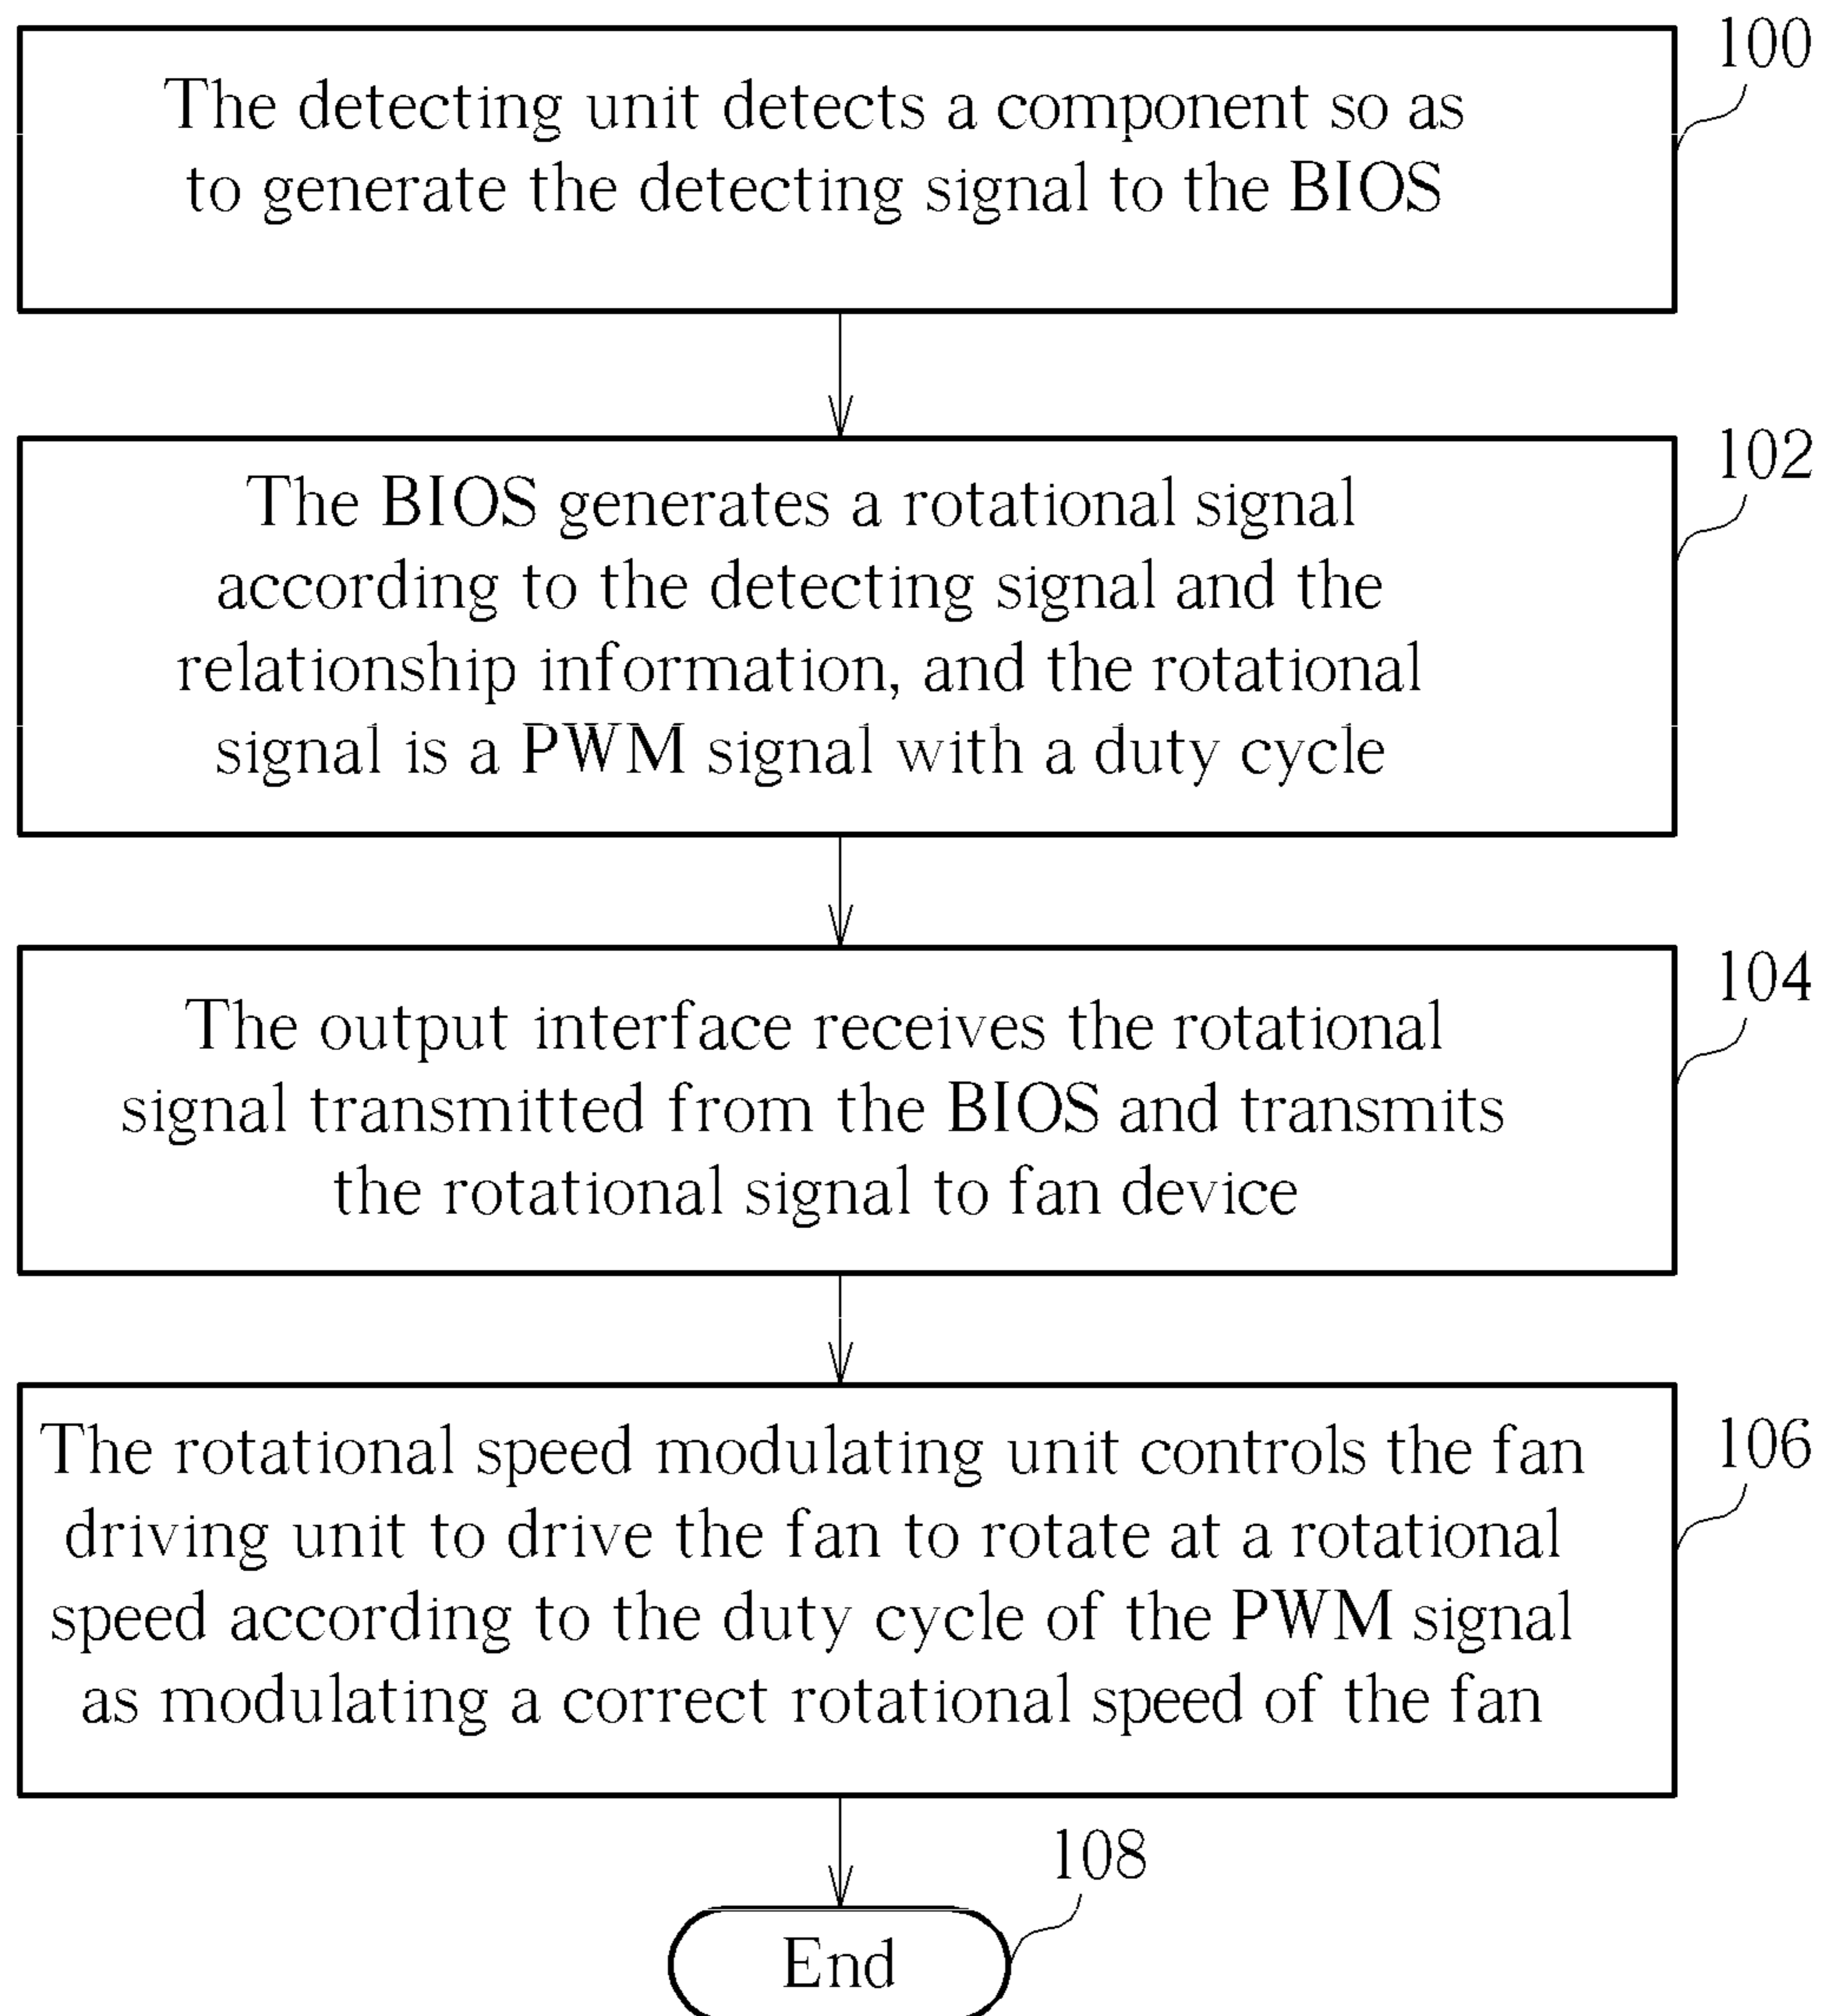 100
The detecting unit detects a component so as
to generate the detecting signal to the BIOS
102
The BIOS generates a rotational signal
according to the detecting signal and the
relationship information, and the rotational
signal is a PWM signal with a duty cycle
104
The output interface receives the rotational
signal transmitted from the BIOS and transmits
the rotational signal to fan device
106
The rotational speed modulating unit controls the fan
driving unit to drive the fan to rotate at a rotational
speed according to the duty cycle of the PWM signal
as modulating a correct rotational speed of the fan
108
End